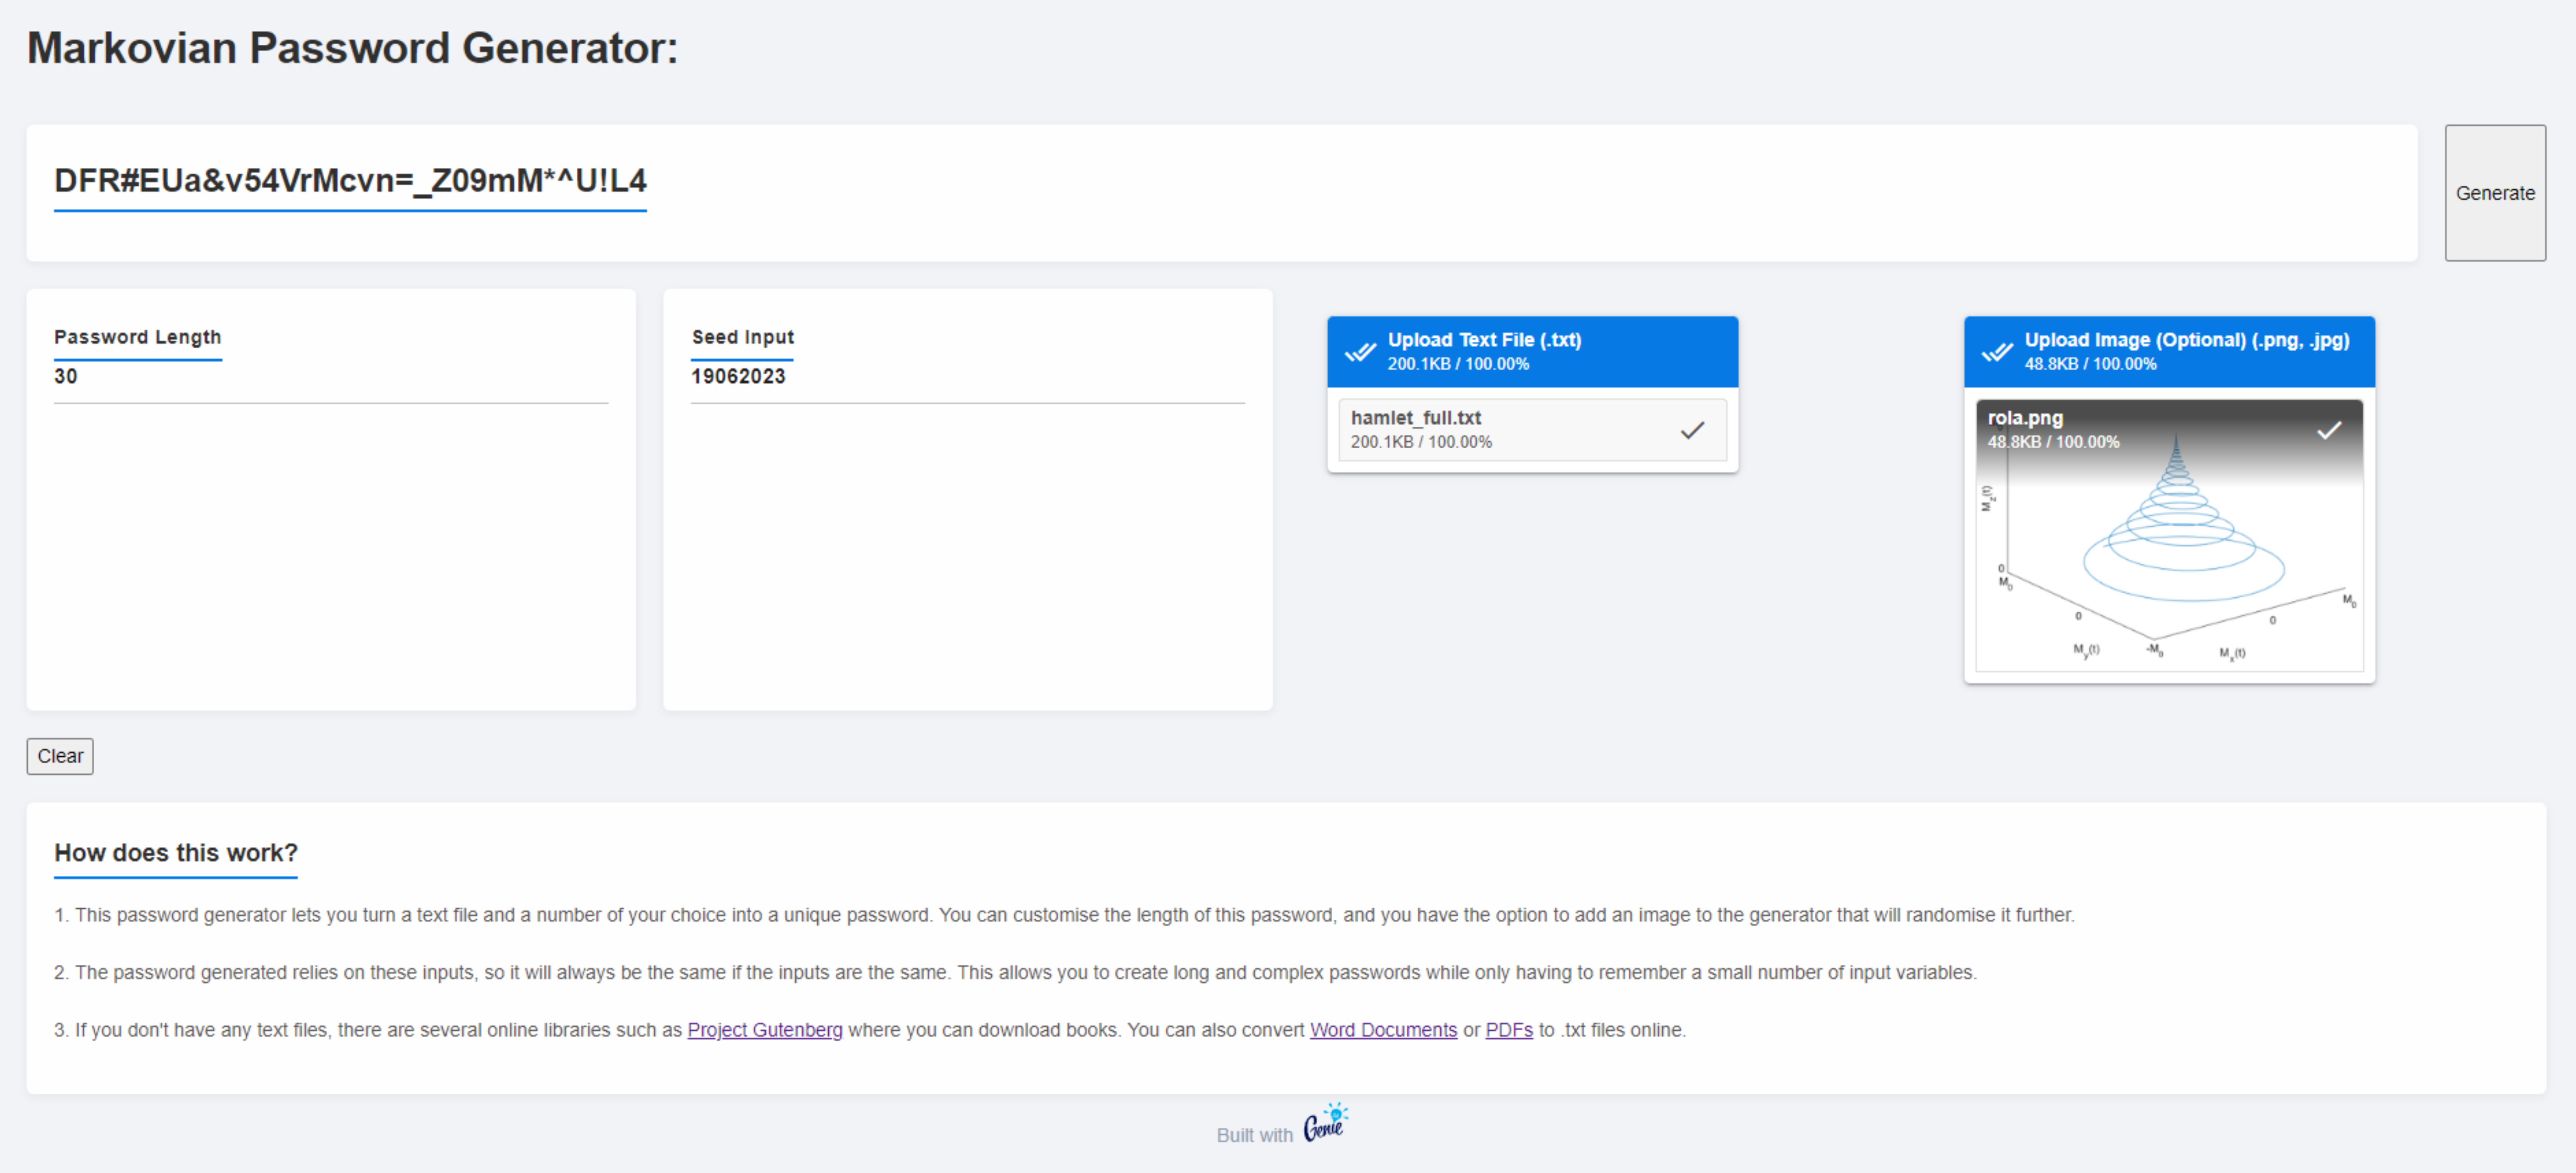 Markovian Password Generator:
DFR#EUa&v54VrMcvn=_Z09mM*^U!L4
Generate
Password Length
30
Seed Input
19062023
Upload Text File (.txt)
200.1KB / 100.00%
hamlet_full.txt
200.1KB / 100.00%
Upload Image (Optional) (.png, .jpg)
48.8KB / 100.00%
rola.png
48.8KB / 100.00%
M_z(t)
0
M_0
0
M_y(t)
-M_0
M_x(t)
0
M_0
Clear
How does this work?
1. This password generator lets you turn a text file and a number of your choice into a unique password. You can customise the length of this password, and you have the option to add an image to the generator that will randomise it further.
2. The password generated relies on these inputs, so it will always be the same if the inputs are the same. This allows you to create long and complex passwords while only having to remember a small number of input variables.
3. If you don't have any text files, there are several online libraries such as Project Gutenberg where you can download books. You can also convert Word Documents or PDFs to .txt files online.
Built with Genie